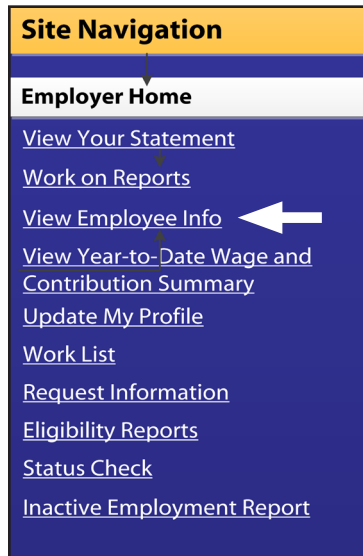 Site Navigation
Employer Home
View Your Statement
Work on Reports
View Employee Info
View Year-to-Date Wage and
Contribution Summary
Update My Profile
Work List
Request Information
Eligibility Reports
Status Check
Inactive Employment Report